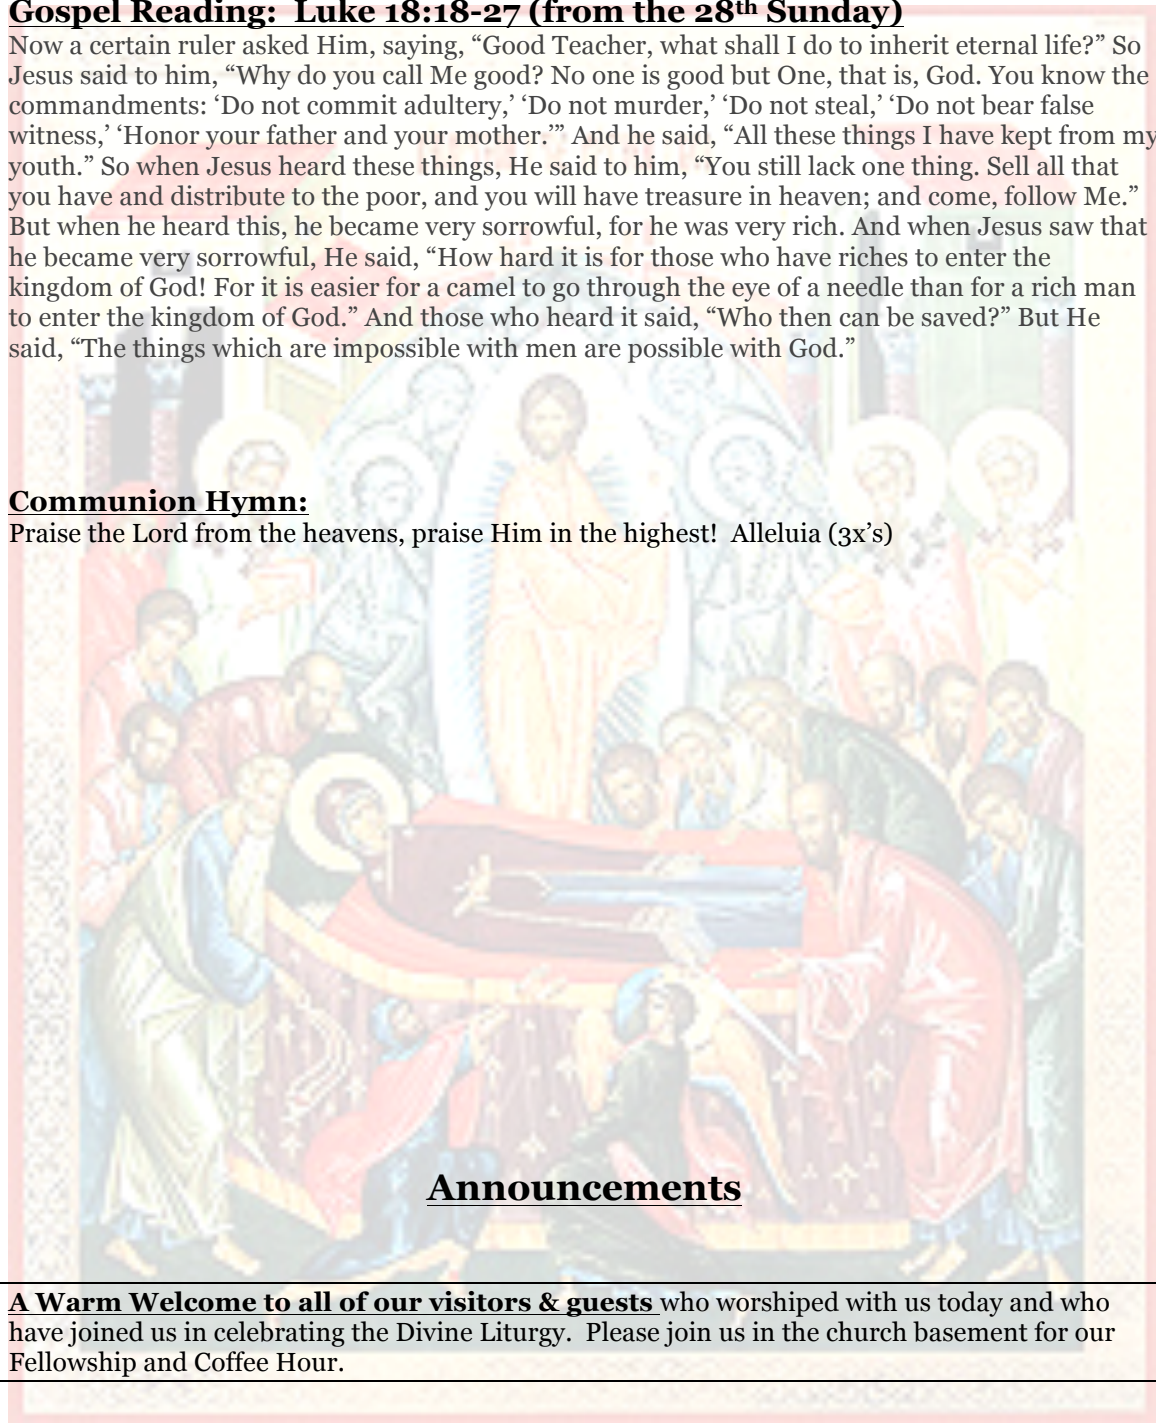 Gospel Reading:  Luke 18:18-27 (from the 28th Sunday)
Now a certain ruler asked Him, saying, “Good Teacher, what shall I do to inherit eternal life?” So
Jesus said to him, “Why do you call Me good? No one is good but One, that is, God. You know the
commandments: ‘Do not commit adultery,’ ‘Do not murder,’ ‘Do not steal,’ ‘Do not bear false
witness,’ ‘Honor your father and your mother.’” And he said, “All these things I have kept from my
youth.” So when Jesus heard these things, He said to him, “You still lack one thing. Sell all that
you have and distribute to the poor, and you will have treasure in heaven; and come, follow Me.”
But when he heard this, he became very sorrowful, for he was very rich. And when Jesus saw that
he became very sorrowful, He said, “How hard it is for those who have riches to enter the
kingdom of God! For it is easier for a camel to go through the eye of a needle than for a rich man
to enter the kingdom of God.” And those who heard it said, “Who then can be saved?” But He
said, “The things which are impossible with men are possible with God.”
Communion Hymn:
Praise the Lord from the heavens, praise Him in the highest!  Alleluia (3x’s)
Announcements
A Warm Welcome to all of our visitors & guests who worshiped with us today and who
have joined us in celebrating the Divine Liturgy.  Please join us in the church basement for our
Fellowship and Coffee Hour.